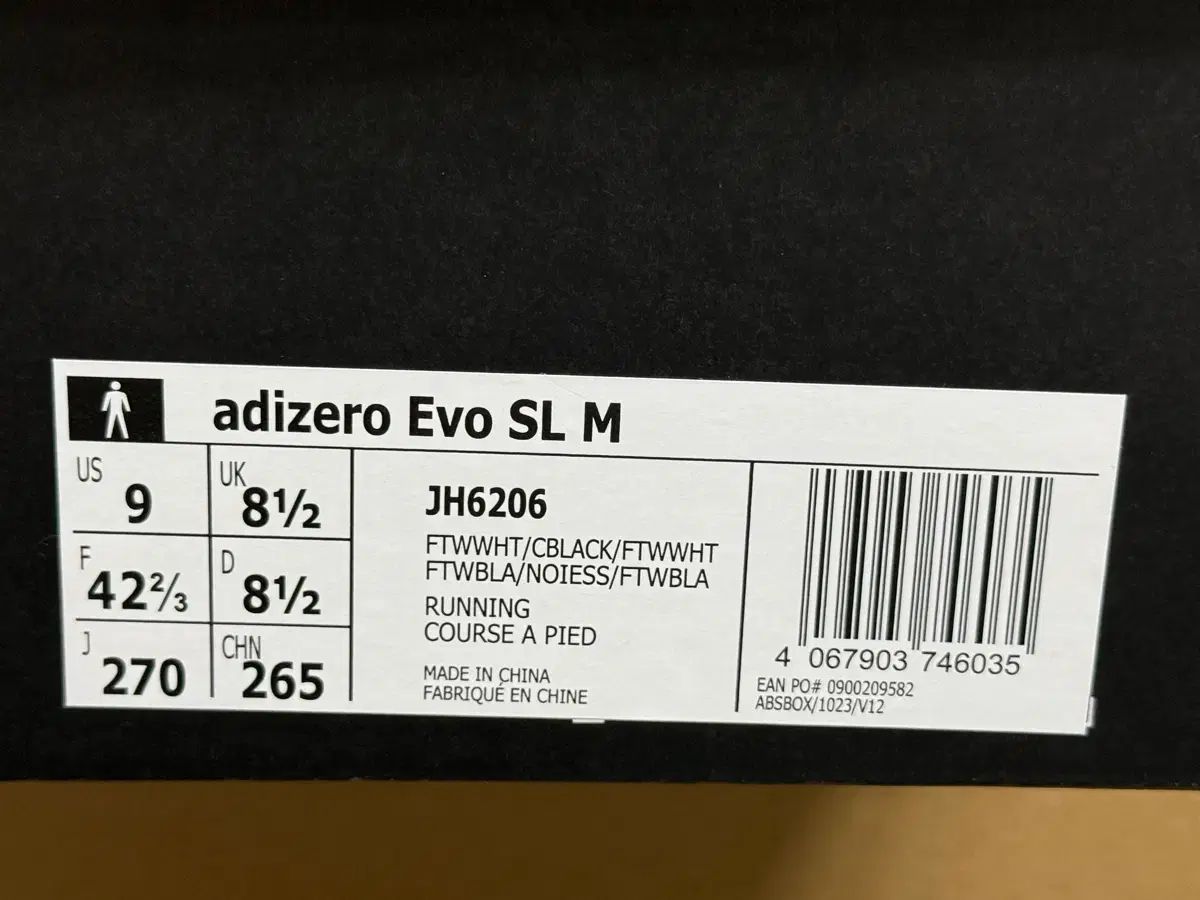 adizero Evo SL M
US 9
UK 8½
F 42⅔
D 8½
J 270
CHN 265
JH6206
FTWWHT/CBLACK/FTWWHT
FTWBLA/NOIESS/FTWBLA
RUNNING
COURSE A PIED
MADE IN CHINA
FABRIQUÉ EN CHINE
4 067903 746035
EAN PO# 0900209582
ABSBOX/1023/V12